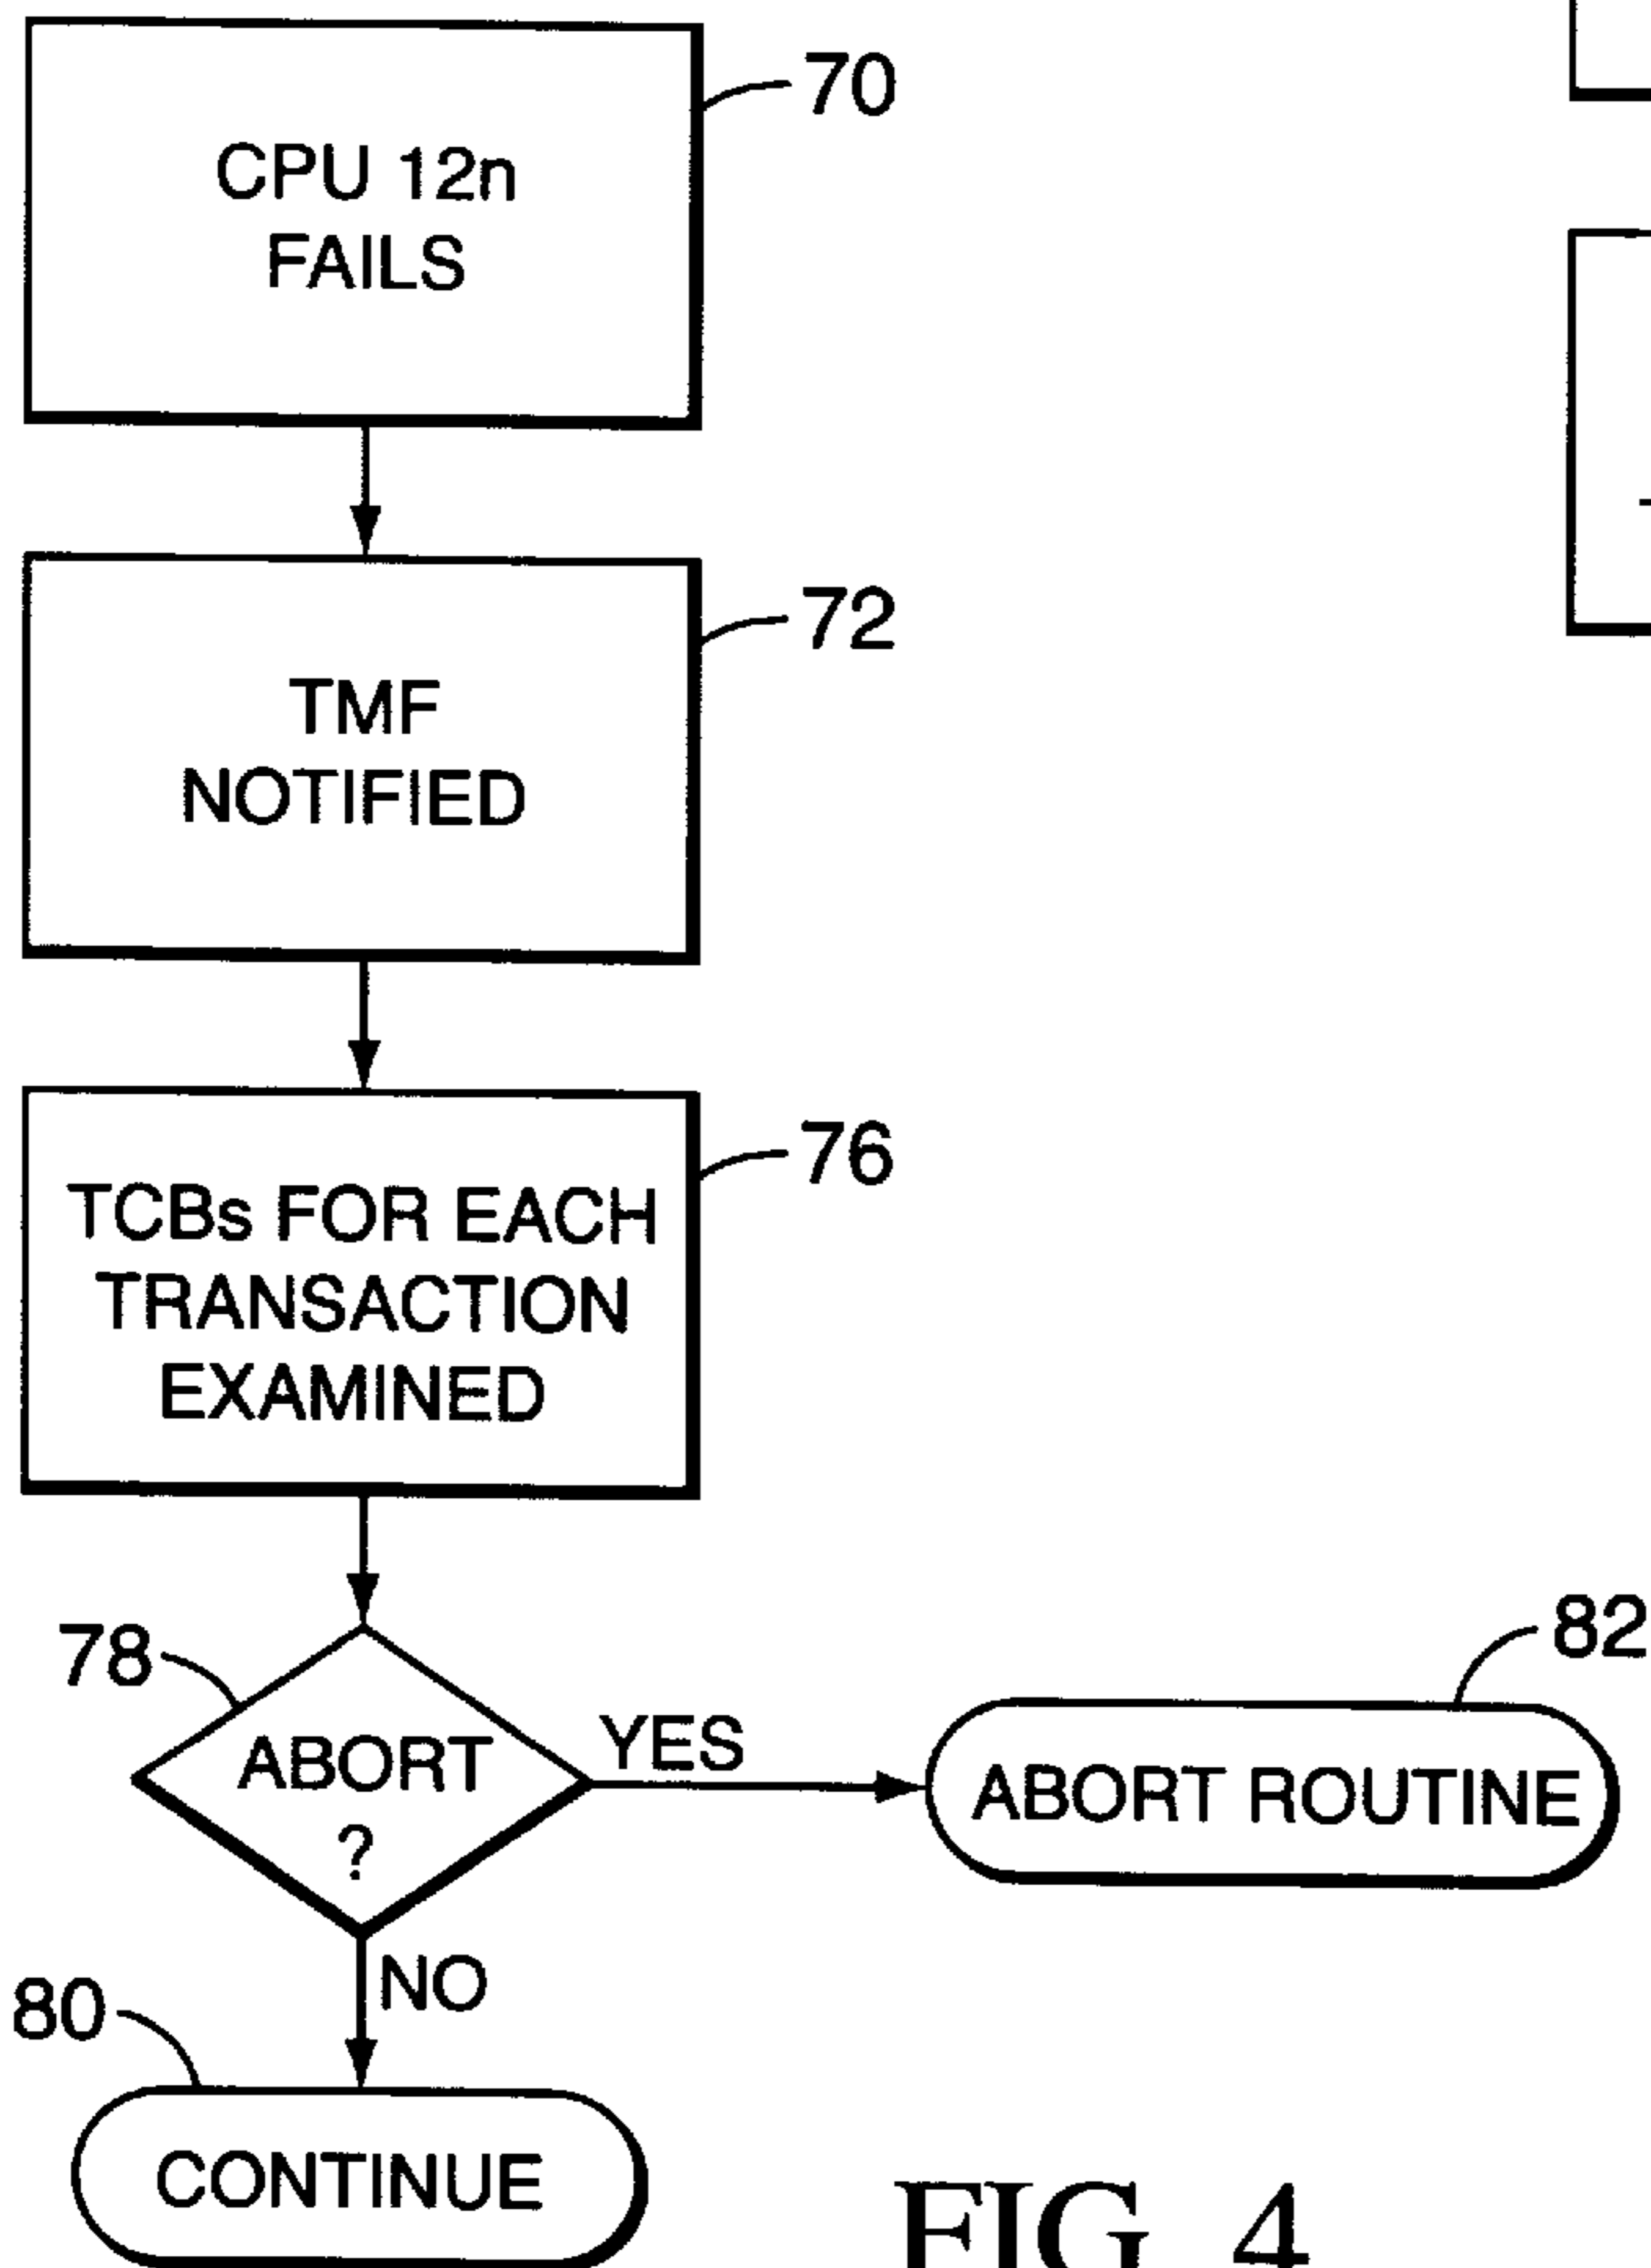 70
CPU 12n
FAILS
72
TMF
NOTIFIED
76
TCBs FOR EACH
TRANSACTION
EXAMINED
78
ABORT
?
YES
82
ABORT ROUTINE
NO
80
CONTINUE
FIG. 4